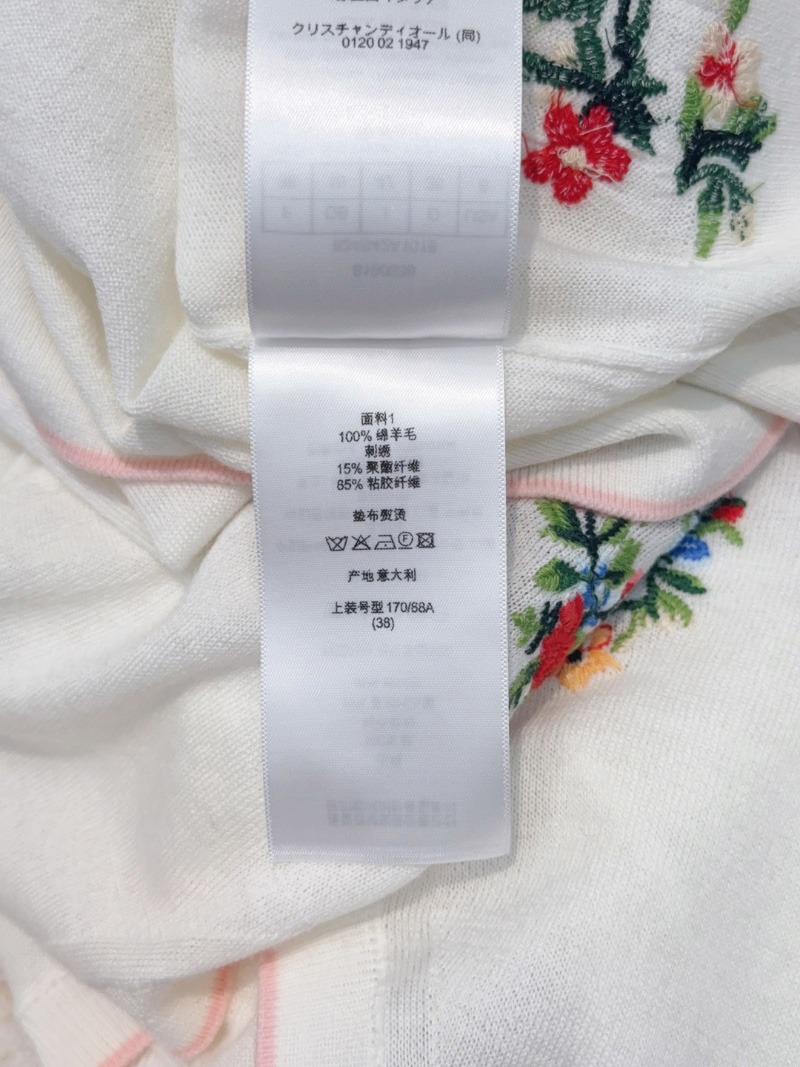 クリスチャンディオール (同)
0120 02 1947
面料1
100% 绵羊毛
刺绣
15% 聚酯纤维
85% 粘胶纤维
垫布熨烫
F
产地意大利
上装号型 170/88A
(38)